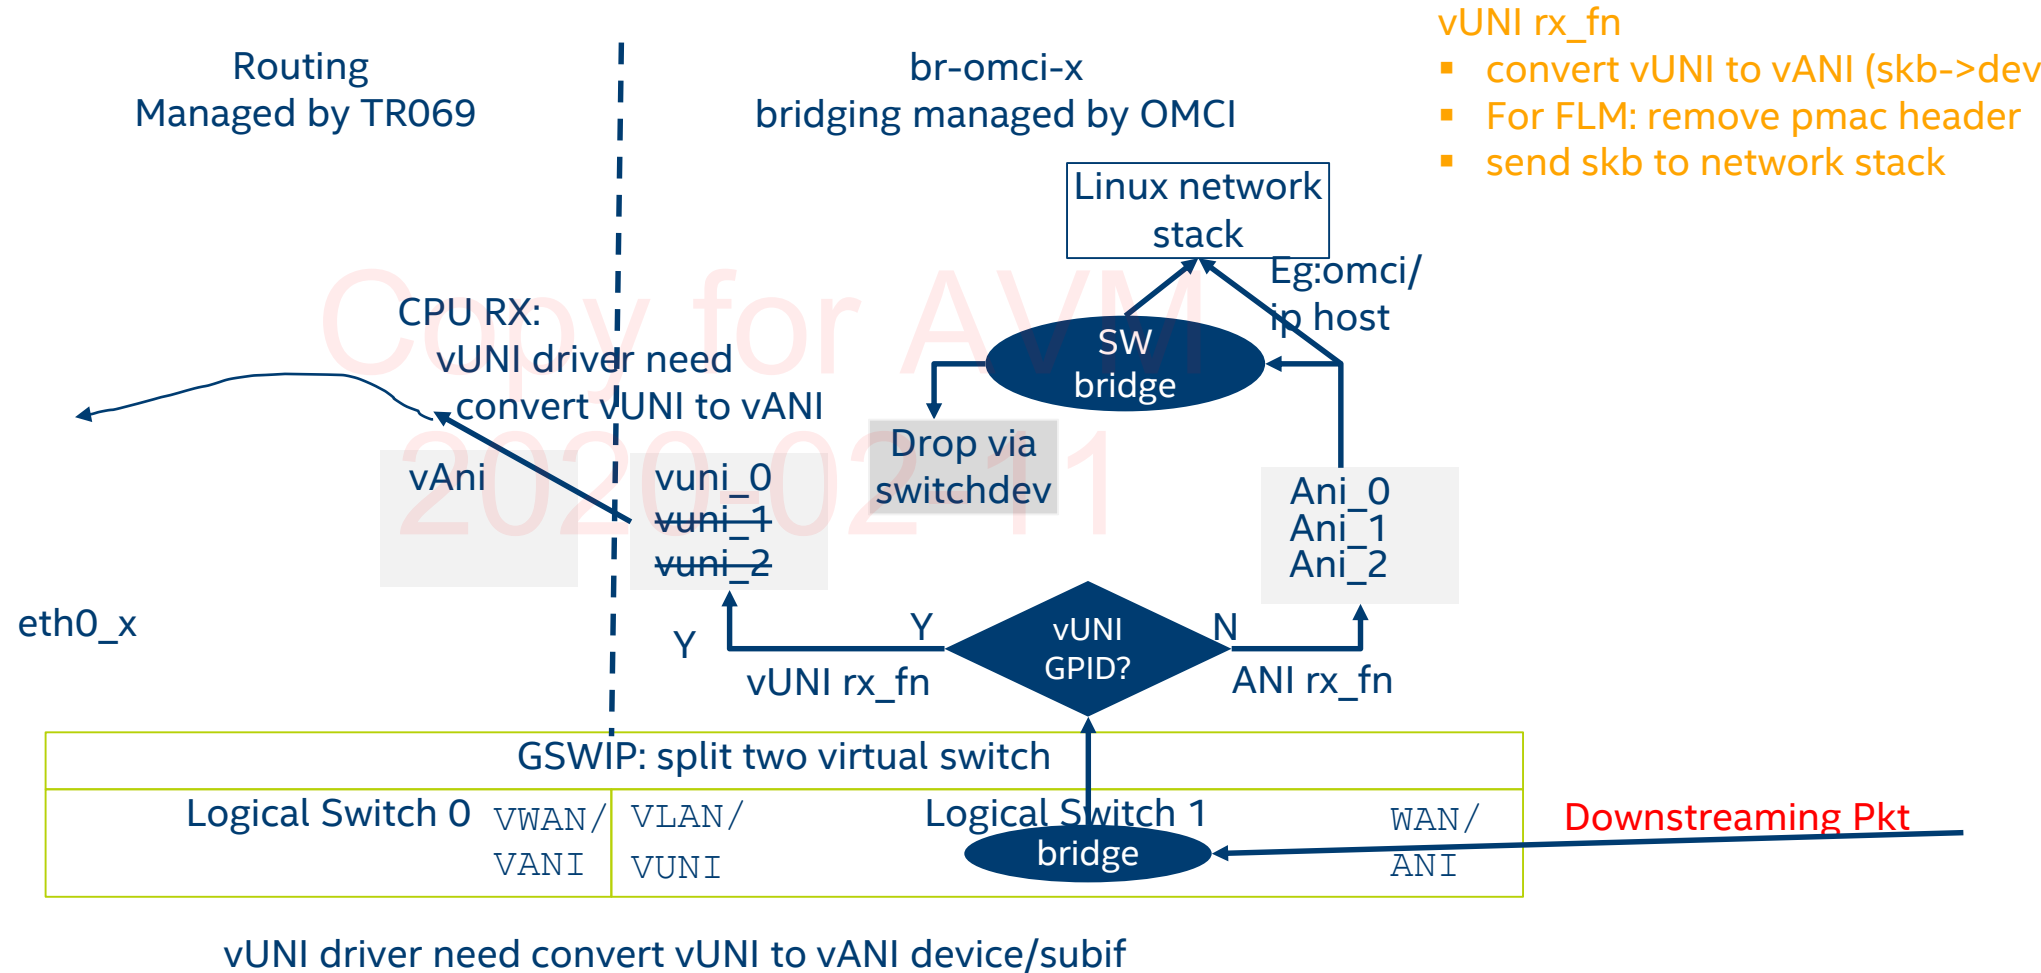 vUNI rx_fn
▪ convert vUNI to vANI (skb->dev
▪ For FLM: remove pmac header
▪ send skb to network stack
Routing
Managed by TR069
br-omci-x
bridging managed by OMCI
Linux network
stack
Eg:omci/
ip host
CPU RX:
vUNI driver need
convert vUNI to vANI
SW
bridge
Copy for AVM
2020-02-11
Drop via
switchdev
vAni
vuni_0
vuni_1
vuni_2
Ani_0
Ani_1
Ani_2
eth0_x
Y
Y
vUNI
GPID?
N
vUNI rx_fn
ANI rx_fn
GSWIP: split two virtual switch
Logical Switch 0
VWAN/
VANI
VLAN/
VUNI
Logical Switch 1
bridge
WAN/
ANI
Downstreaming Pkt
vUNI driver need convert vUNI to vANI device/subif